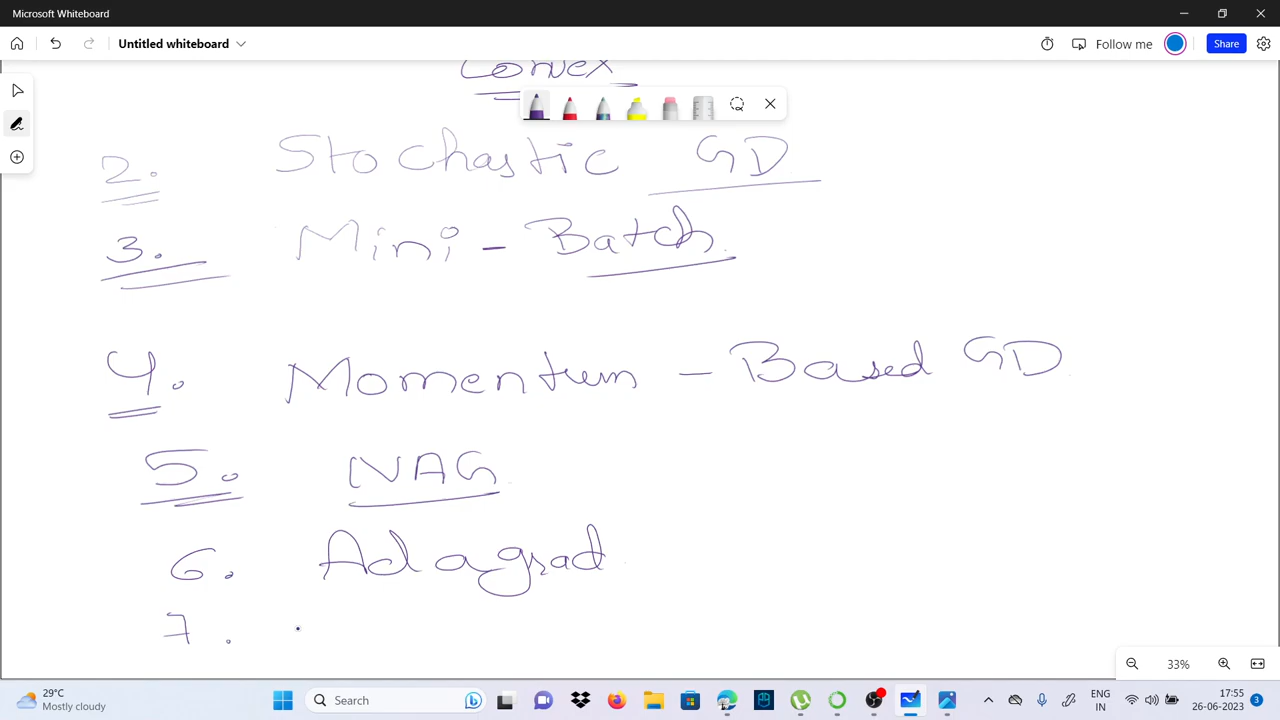 Microsoft Whiteboard
Untitled whiteboard
Follow me
Share
Convex
2. Stochastic GD
3. Mini - Batch
4. Momentum - Based GD
5. NAG
6. Adagrad
7.
33%
29°C
Mostly cloudy
Search
ENG
IN
17:55
26-06-2023
3